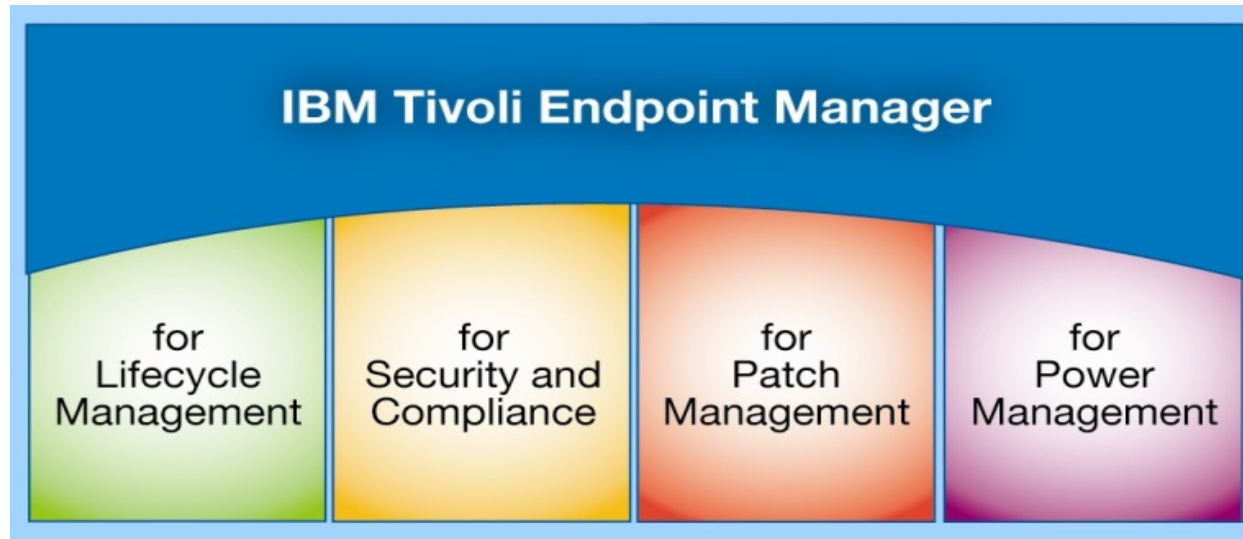 IBM Tivoli Endpoint Manager
for
Lifecycle
Management
for
Security and
Compliance
for
Patch
Management
for
Power
Management